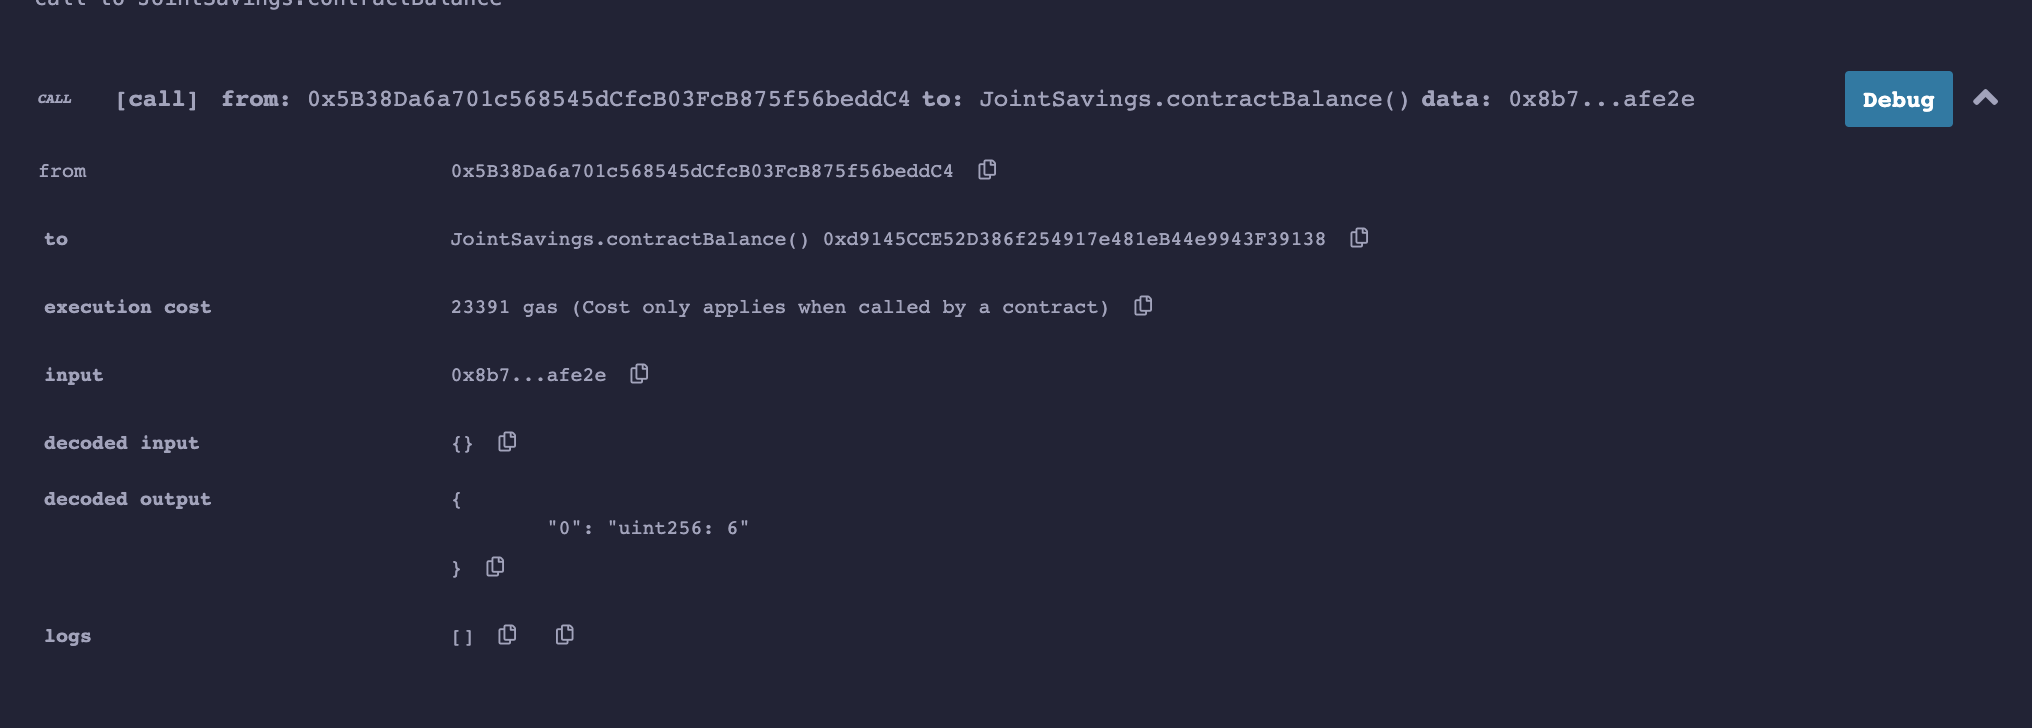 call to JointSavings.contractBalance
CALL [call] from: 0x5B38Da6a701c568545dCfcB03FcB875f56beddC4 to: JointSavings.contractBalance() data: 0x8b7...afe2e Debug
from 0x5B38Da6a701c568545dCfcB03FcB875f56beddC4
to JointSavings.contractBalance() 0xd9145CCE52D386f254917e481eB44e9943F39138
execution cost 23391 gas (Cost only applies when called by a contract)
input 0x8b7...afe2e
decoded input {}
decoded output {
"0": "uint256: 6"
}
logs []